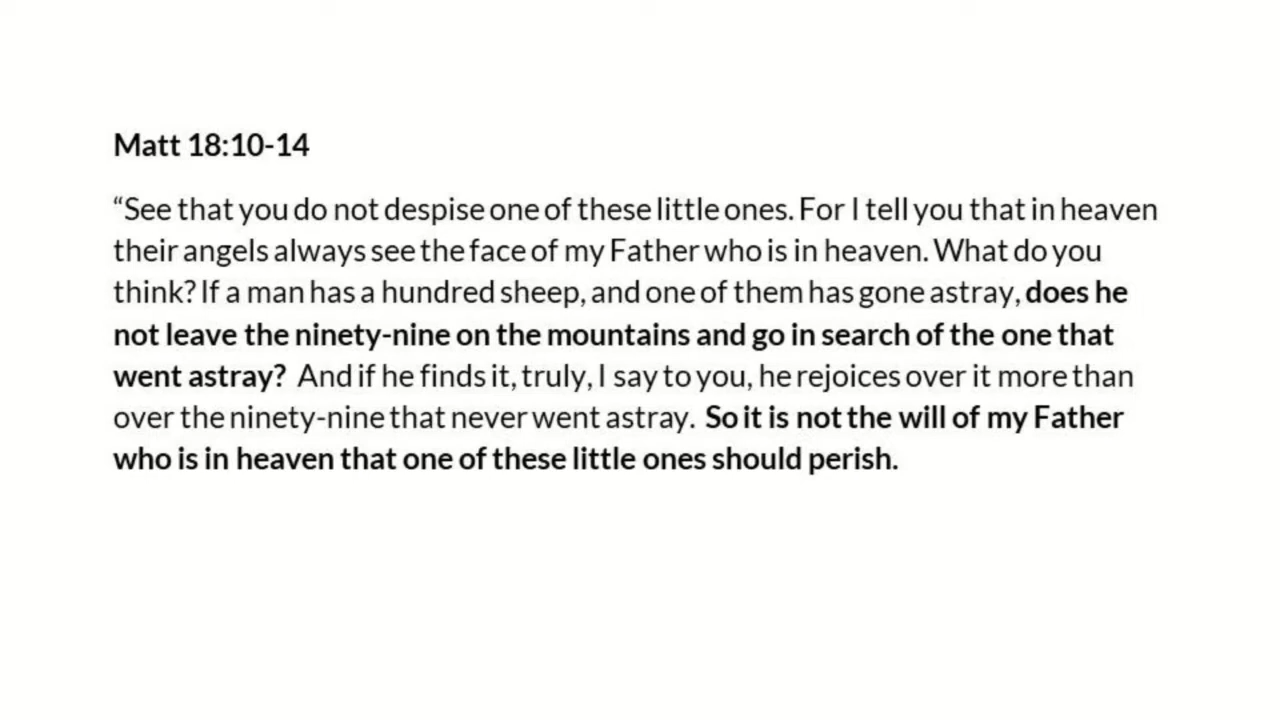 Matt 18:10-14
“See that you do not despise one of these little ones. For I tell you that in heaven
their angels always see the face of my Father who is in heaven. What do you
think? If a man has a hundred sheep, and one of them has gone astray, does he
not leave the ninety-nine on the mountains and go in search of the one that
went astray? And if he finds it, truly, I say to you, he rejoices over it more than
over the ninety-nine that never went astray. So it is not the will of my Father
who is in heaven that one of these little ones should perish.